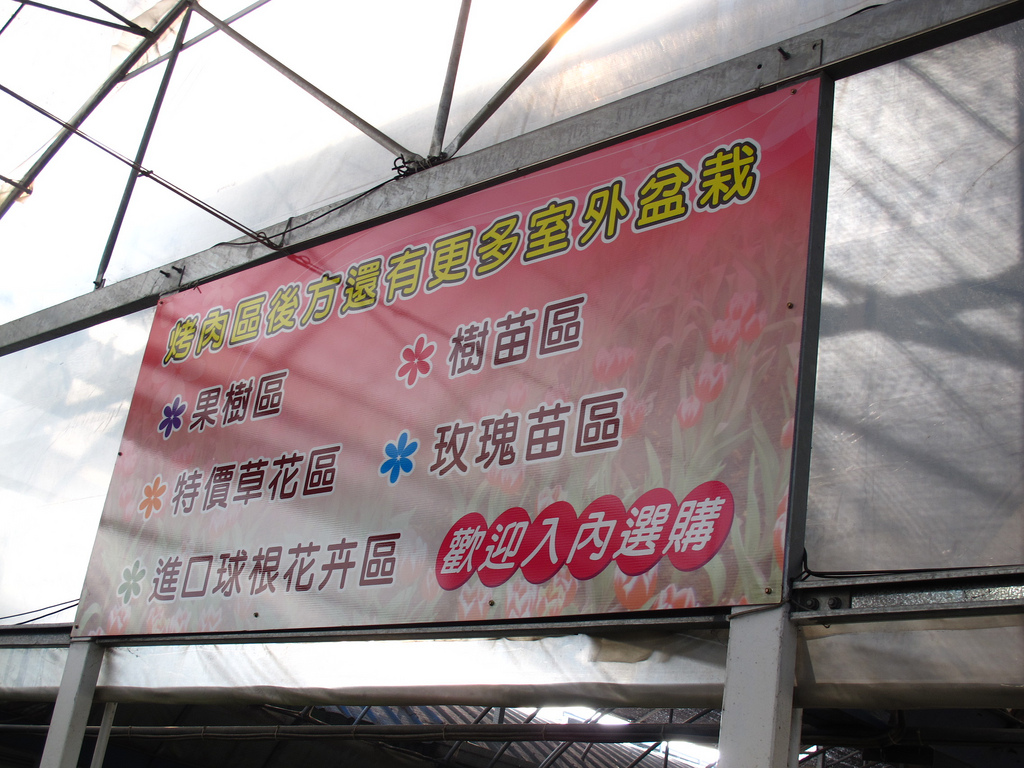 烤肉區後方還有更多室外盆栽
果樹區 樹苗區
特價草花區 玫瑰苗區
進口球根花卉區 歡迎入內選購